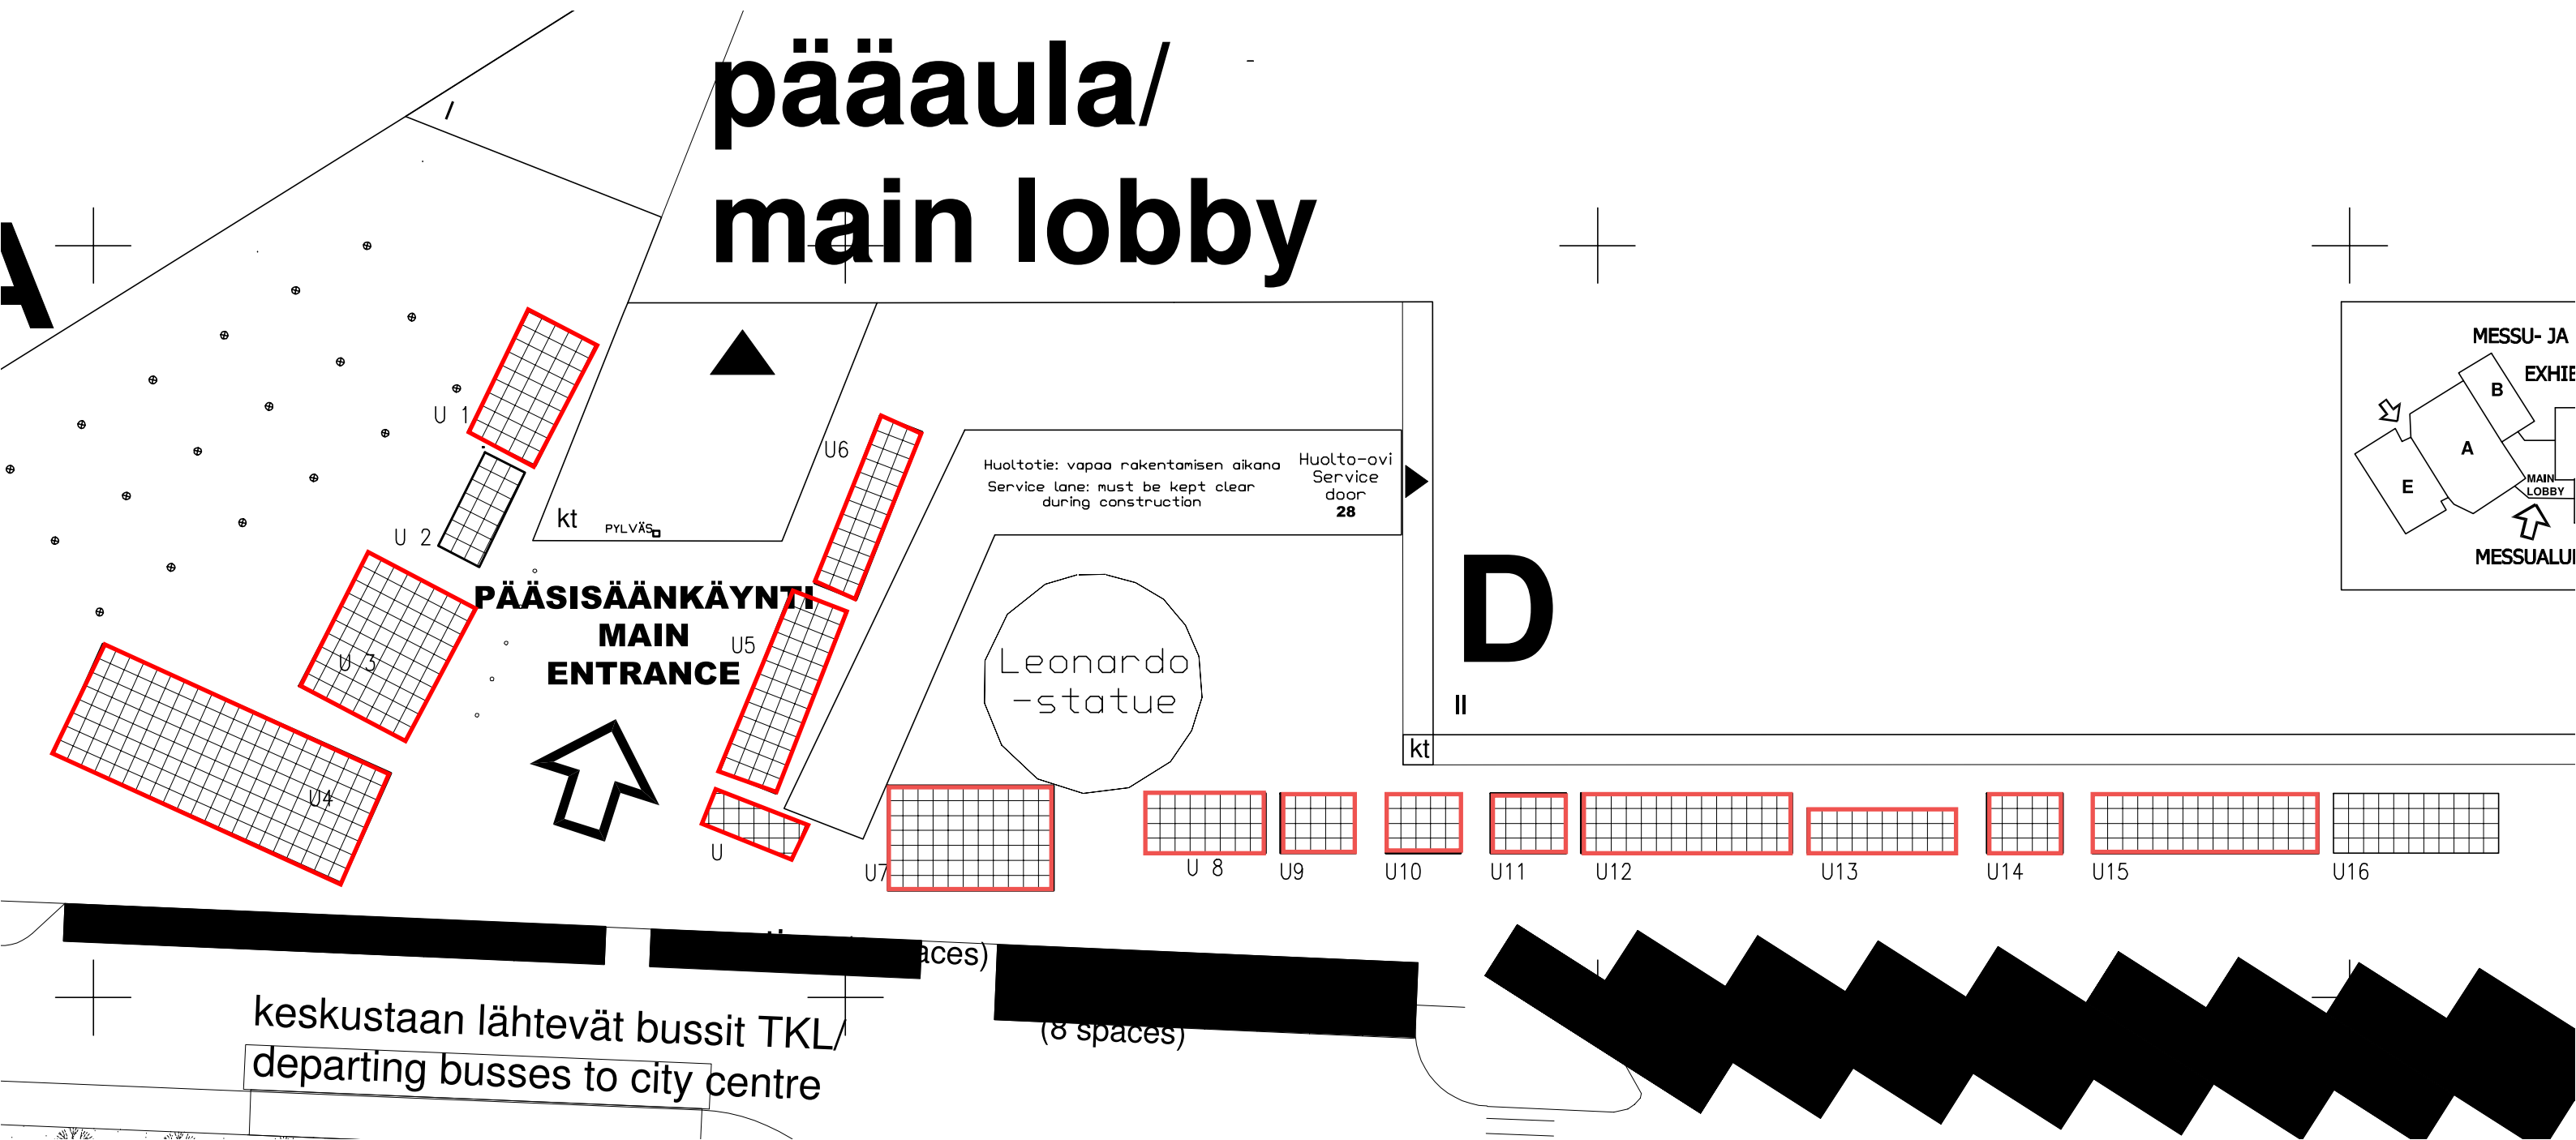 pääaula/
main lobby
A
MESSU- JA
EXHIB
B
A
E
MAIN
LOBBY
MESSUALU
U 1
U6
Huoltotie: vapaa rakentamisen aikana
Service lane: must be kept clear
during construction
Huolto-ovi
Service
door
28
U 2
kt
PYLVÄS
PÄÄSISÄÄNKÄYNTI
MAIN
ENTRANCE
U5
U 3
Leonardo
-statue
D
II
kt
U4
U
U7
U 8
U9
U10
U11
U12
U13
U14
U15
U16
aces)
(8 spaces)
keskustaan lähtevät bussit TKL/
departing busses to city centre